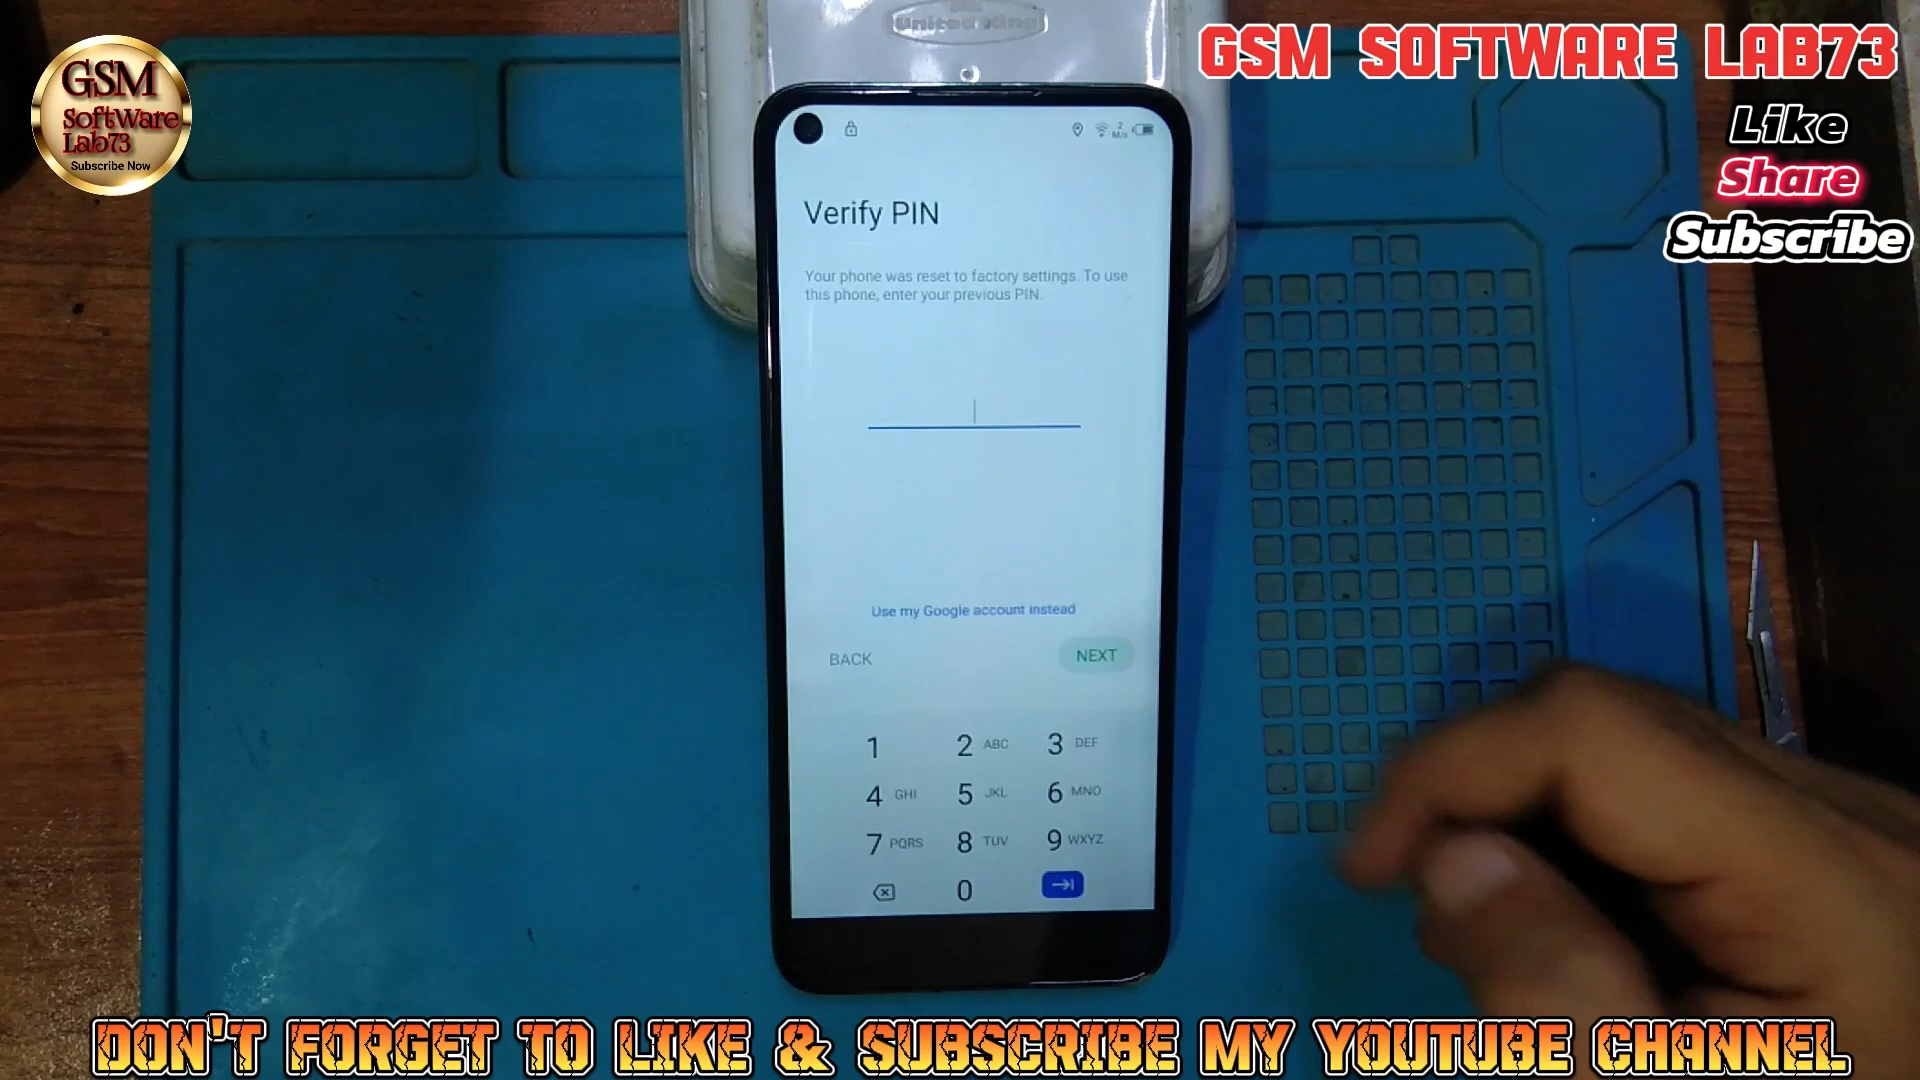 GSM
Software
Lab73
Subscribe Now
GSM SOFTWARE LAB73
Like
Share
Subscribe
2
M/s
Verify PIN
Your phone was reset to factory settings. To use
this phone, enter your previous PIN.
Use my Google account instead
BACK
NEXT
1
2 ABC
3 DEF
4 GHI
5 JKL
6 MNO
7 PQRS
8 TUV
9 WXYZ
0
DON'T FORGET TO LIKE & SUBSCRIBE MY YOUTUBE CHANNEL